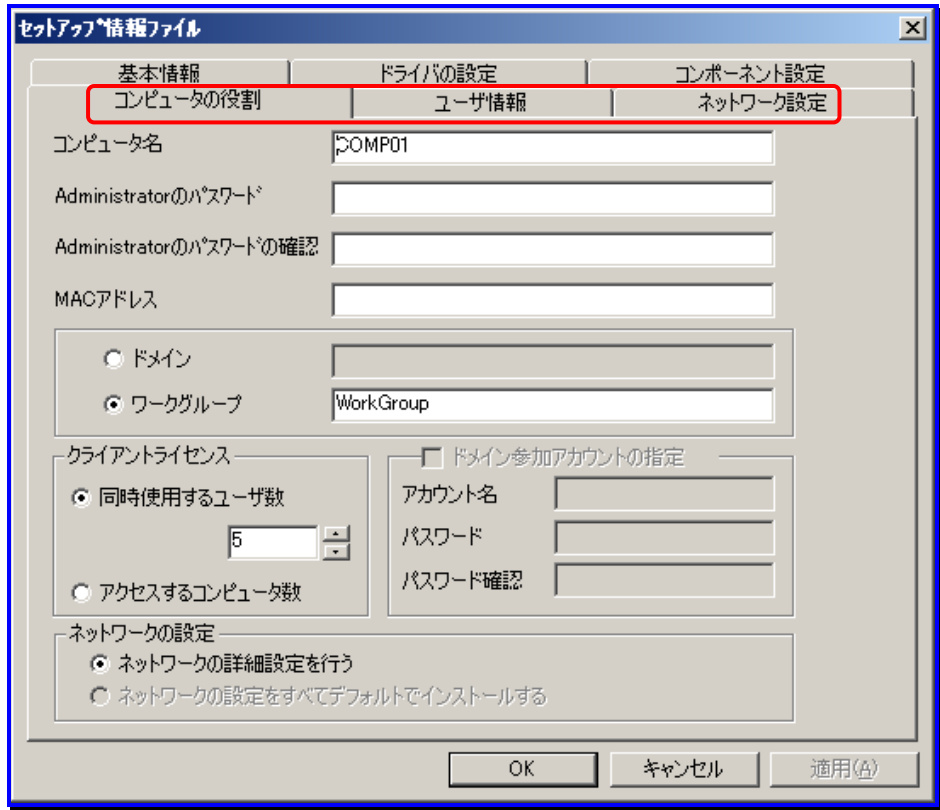 セットアップ情報ファイル
基本情報 ドライバの設定 コンポーネント設定
コンピュータの役割 ユーザ情報 ネットワーク設定
コンピュータ名 COMP01
Administratorのパスワード
Administratorのパスワードの確認
MACアドレス
ドメイン
ワークグループ WorkGroup
クライアントライセンス ドメイン参加アカウントの指定
同時使用するユーザ数 アカウント名
5 パスワード
アクセスするコンピュータ数 パスワード確認
ネットワークの設定
ネットワークの詳細設定を行う
ネットワークの設定をすべてデフォルトでインストールする
OK キャンセル 適用(A)